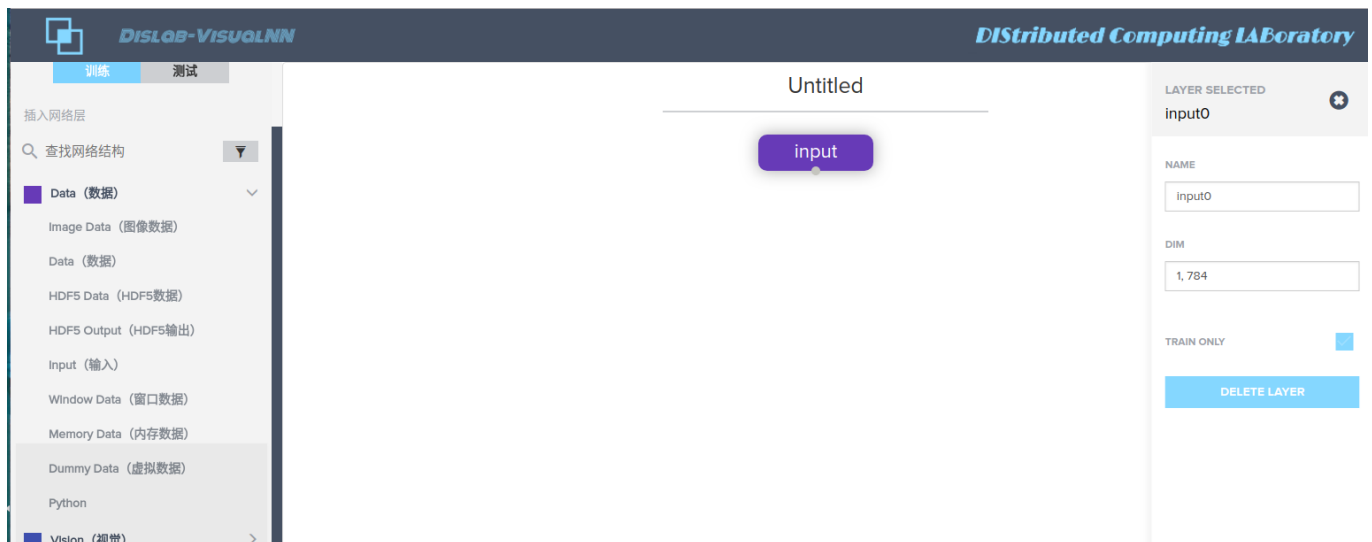 DISLAB-VISUALNN
DIStributed Computing LABoratory
训练
测试
插入网络层
查找网络结构
Data（数据）
Image Data（图像数据）
Data（数据）
HDF5 Data（HDF5数据）
HDF5 Output（HDF5输出）
Input（输入）
Window Data（窗口数据）
Memory Data（内存数据）
Dummy Data（虚拟数据）
Python
Vision（视觉）
Untitled
input
LAYER SELECTED
input0
NAME
input0
DIM
1, 784
TRAIN ONLY
DELETE LAYER